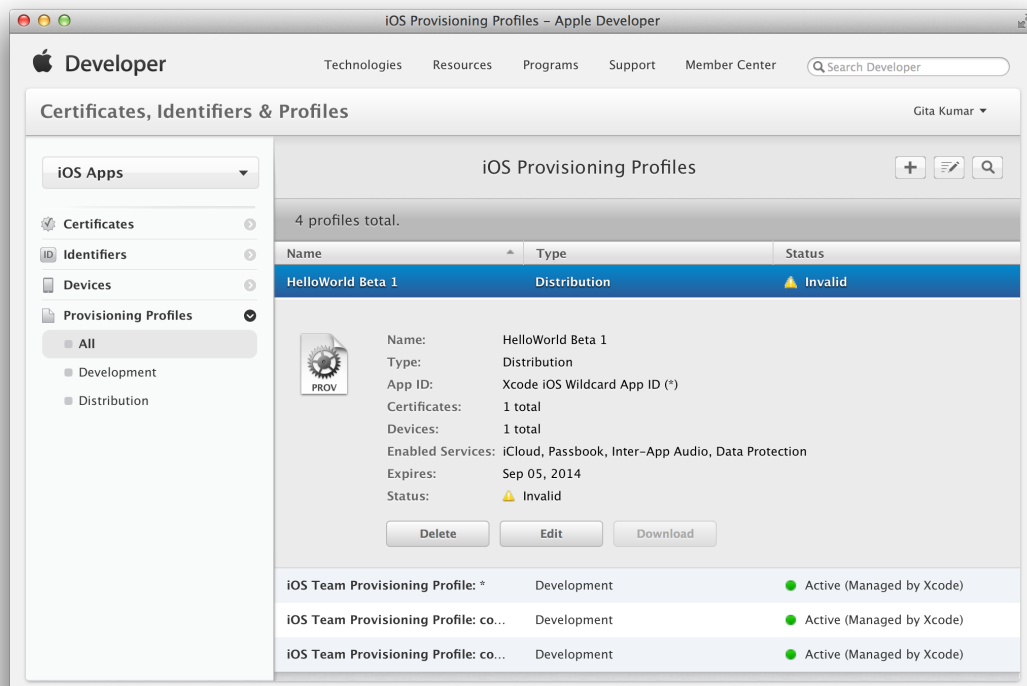 iOS Provisioning Profiles – Apple Developer
Developer
Technologies Resources Programs Support Member Center Search Developer
Certificates, Identifiers & Profiles
Gita Kumar
iOS Apps
iOS Provisioning Profiles
4 profiles total.
Certificates
ID Identifiers
Devices
Provisioning Profiles
All
Development
Distribution
Name Type Status
HelloWorld Beta 1 Distribution Invalid
PROV
Name: HelloWorld Beta 1
Type: Distribution
App ID: Xcode iOS Wildcard App ID (*)
Certificates: 1 total
Devices: 1 total
Enabled Services: iCloud, Passbook, Inter-App Audio, Data Protection
Expires: Sep 05, 2014
Status: Invalid
Delete Edit Download
iOS Team Provisioning Profile: * Development Active (Managed by Xcode)
iOS Team Provisioning Profile: co... Development Active (Managed by Xcode)
iOS Team Provisioning Profile: co... Development Active (Managed by Xcode)